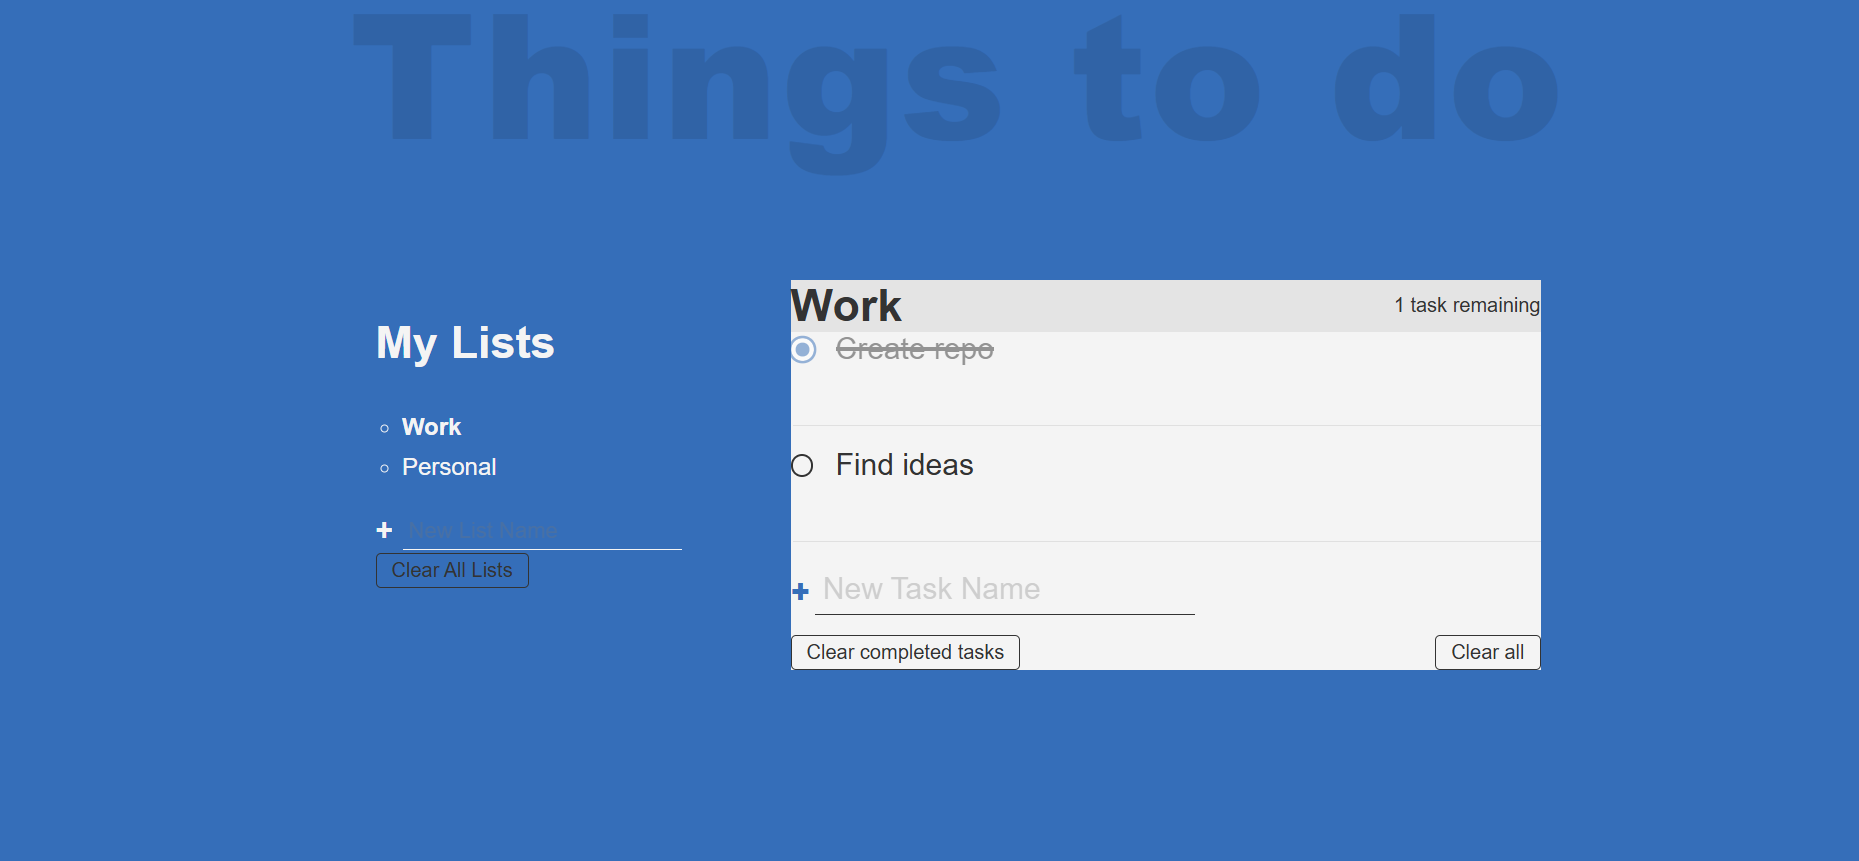 Things to do
My Lists
Work
Personal
+ New List Name
Clear All Lists
Work
1 task remaining
Create repo
Find ideas
+ New Task Name
Clear completed tasks
Clear all